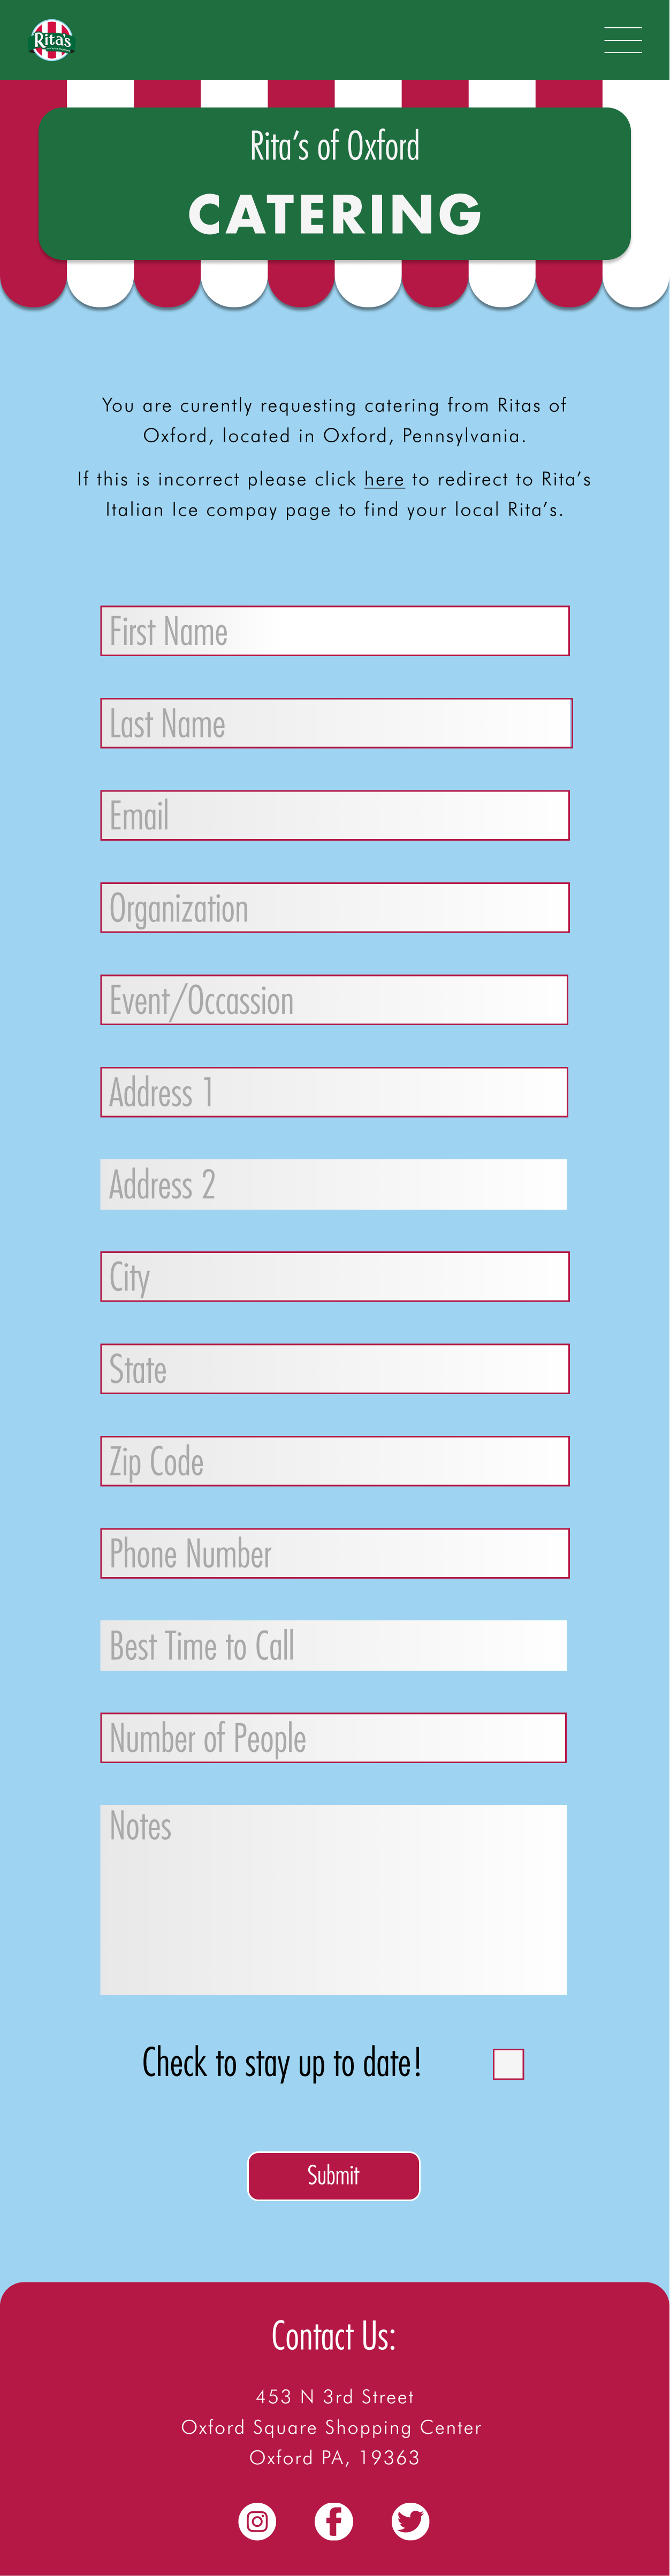 Rita's
Rita's of Oxford
CATERING
You are curently requesting catering from Ritas of
Oxford, located in Oxford, Pennsylvania.
If this is incorrect please click here to redirect to Rita's
Italian Ice compay page to find your local Rita's.
First Name
Last Name
Email
Organization
Event/Occassion
Address 1
Address 2
City
State
Zip Code
Phone Number
Best Time to Call
Number of People
Notes
Check to stay up to date!
Submit
Contact Us:
453 N 3rd Street
Oxford Square Shopping Center
Oxford PA, 19363